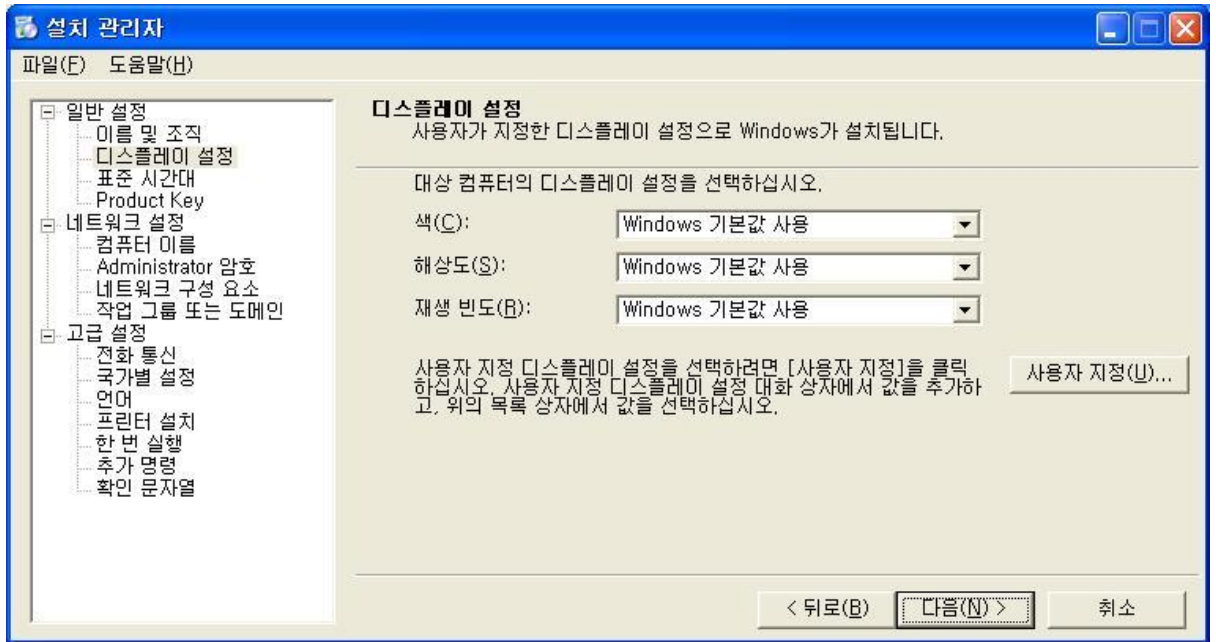 설치 관리자
파일(F) 도움말(H)
일반 설정
이름 및 조직
디스플레이 설정
표준 시간대
Product Key
네트워크 설정
컴퓨터 이름
Administrator 암호
네트워크 구성 요소
작업 그룹 또는 도메인
고급 설정
전화 통신
국가별 설정
언어
프린터 설치
한 번 실행
추가 명령
확인 문자열
디스플레이 설정
사용자가 지정한 디스플레이 설정으로 Windows가 설치됩니다.
대상 컴퓨터의 디스플레이 설정을 선택하십시오.
색(C): Windows 기본값 사용
해상도(S): Windows 기본값 사용
재생 빈도(R): Windows 기본값 사용
사용자 지정 디스플레이 설정을 선택하려면 [사용자 지정]을 클릭
하십시오. 사용자 지정 디스플레이 설정 대화 상자에서 값을 추가하
고, 위의 목록 상자에서 값을 선택하십시오.
사용자 지정(U)...
< 뒤로(B) 다음(N) > 취소